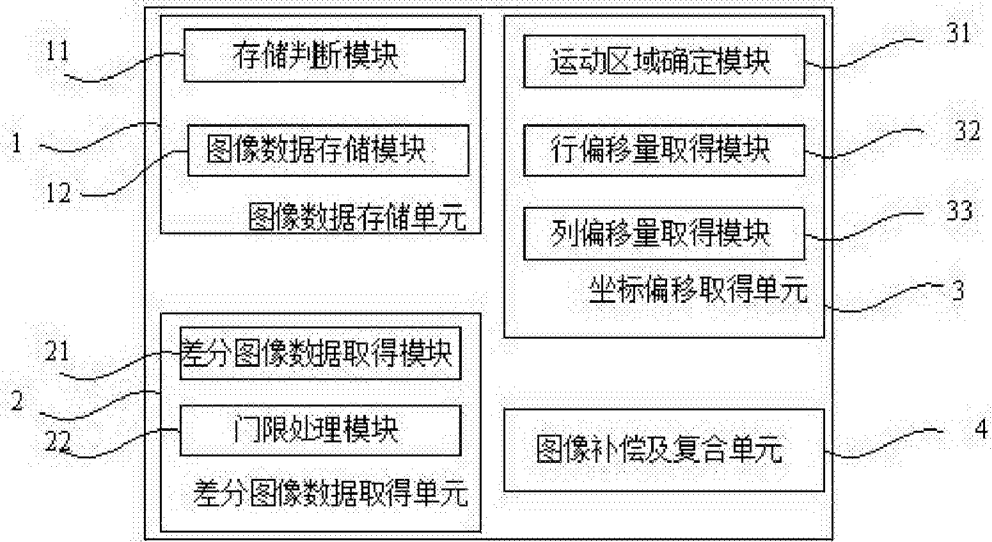 11
存储判断模块
1
图像数据存储模块
12
图像数据存储单元
31
运动区域确定模块
行偏移量取得模块
32
列偏移量取得模块
33
坐标偏移取得单元
3
21
差分图像数据取得模块
2
门限处理模块
22
差分图像数据取得单元
图像补偿及复合单元
4